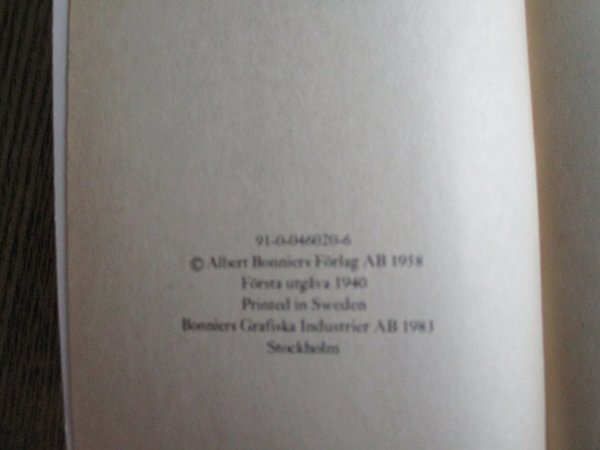 91-0-046020-6
© Albert Bonniers Förlag AB 1958
Första utgåva 1940
Printed in Sweden
Bonniers Grafiska Industrier AB 1983
Stockholm